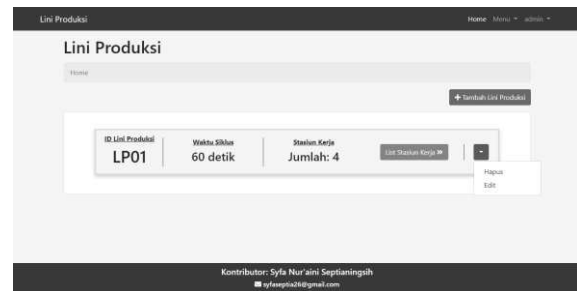 Lini Produksi
Home Menu admin
Lini Produksi
Home
+ Tambah Lini Produksi
ID Lini Produksi
LP01
Waktu Siklus
60 detik
Stasiun Kerja
Jumlah: 4
List Stasiun Kerja »
Hapus
Edit
Kontributor: Syfa Nur'aini Septianingsih
syfaseptia26@gmail.com